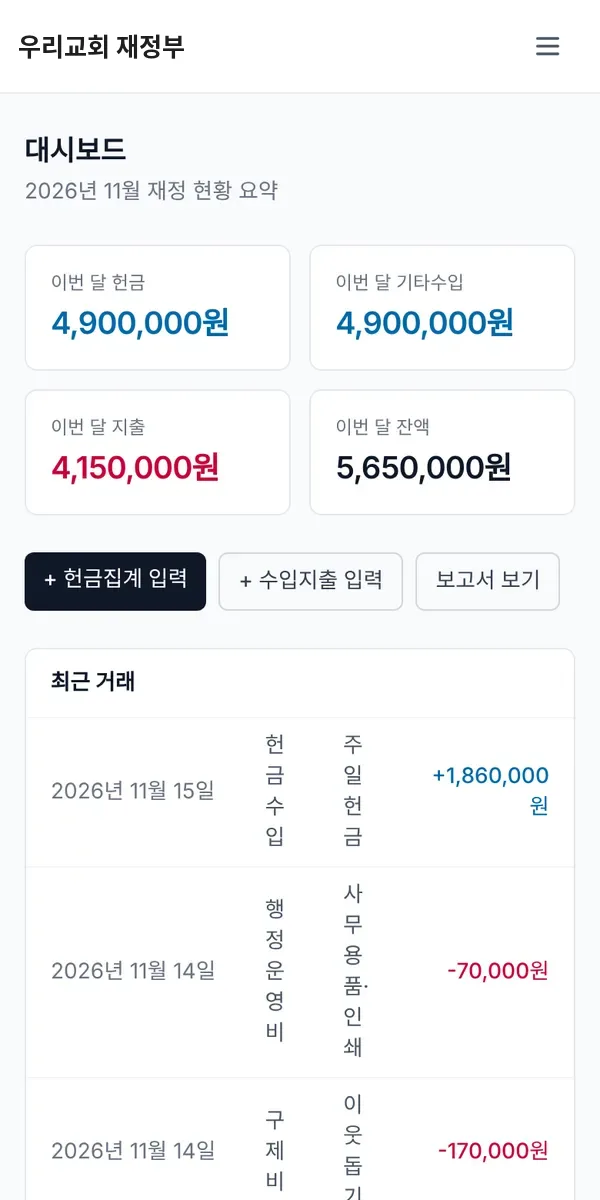 우리교회 재정부
대시보드
2026년 11월 재정 현황 요약
이번 달 헌금
4,900,000원
이번 달 기타수입
4,900,000원
이번 달 지출
4,150,000원
이번 달 잔액
5,650,000원
+ 헌금집계 입력
+ 수입지출 입력
보고서 보기
최근 거래
2026년 11월 15일
헌
금
수
입
주
일
헌
금
+1,860,000
원
2026년 11월 14일
행
정
운
영
비
사
무
용
품·
인
쇄
-70,000원
2026년 11월 14일
구
제
비
이
웃
돕
기
-170,000원